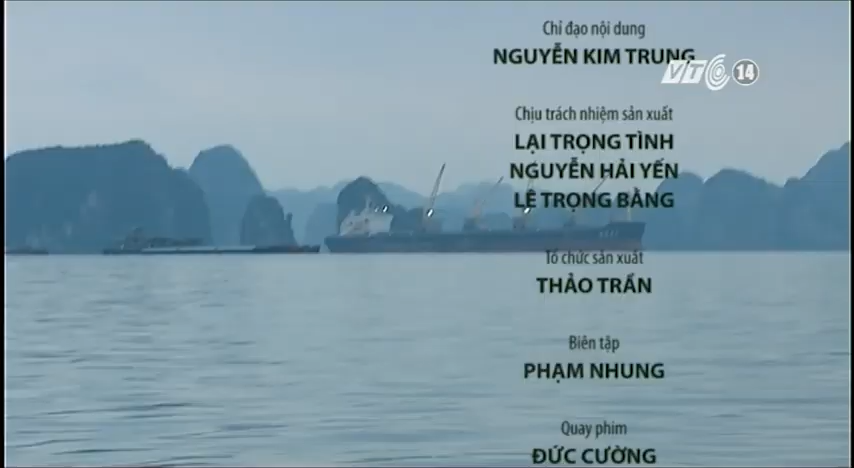 Chỉ đạo nội dung
NGUYỄN KIM TRUNG
VTC 14
Chịu trách nhiệm sản xuất
LẠI TRỌNG TÌNH
NGUYỄN HẢI YẾN
LÊ TRỌNG BẰNG
Tổ chức sản xuất
THẢO TRẦN
Biên tập
PHẠM NHUNG
Quay phim
ĐỨC CƯỜNG